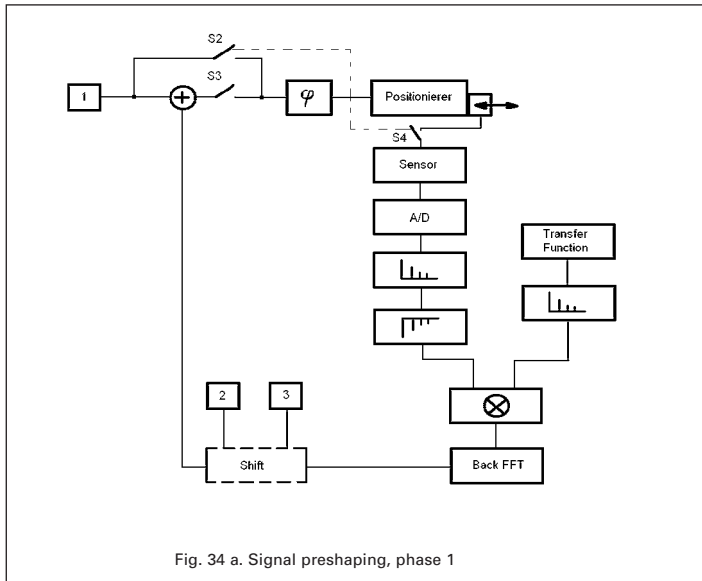 S2
S3
1
φ
Positionierer
S4
Sensor
A/D
Transfer
Function
2
3
Shift
Back FFT
Fig. 34 a. Signal preshaping, phase 1